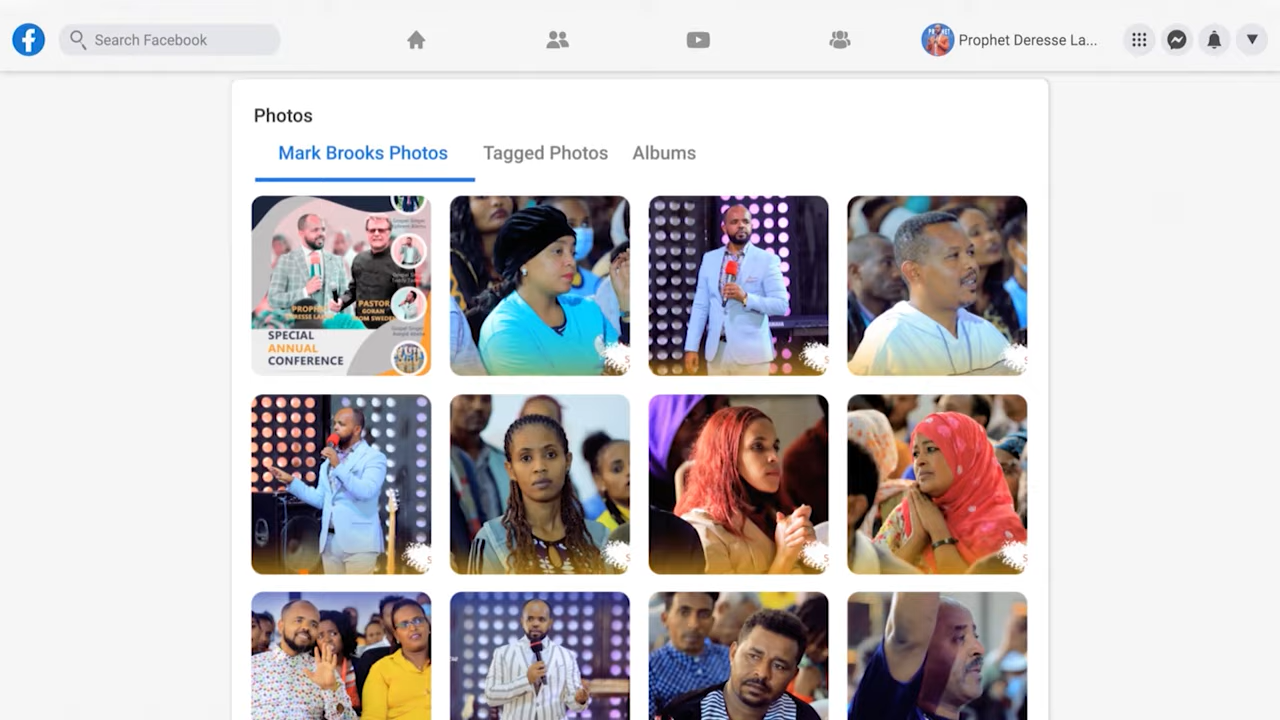 Search Facebook
Prophet Deresse La...
Photos
Mark Brooks Photos
Tagged Photos
Albums
PROPHET
PASTOR
GORAN
FROM SWEDEN
SPECIAL
ANNUAL
CONFERENCE